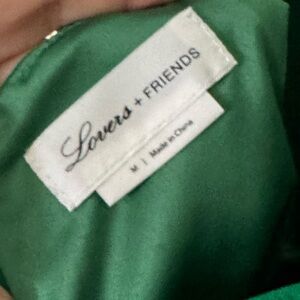 Lovers + FRIENDS
M | Made in China